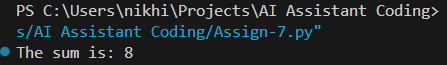 PS C:\Users\nikhi\Projects\AI Assistant Coding>
s/AI Assistant Coding/Assign-7.py"
The sum is: 8